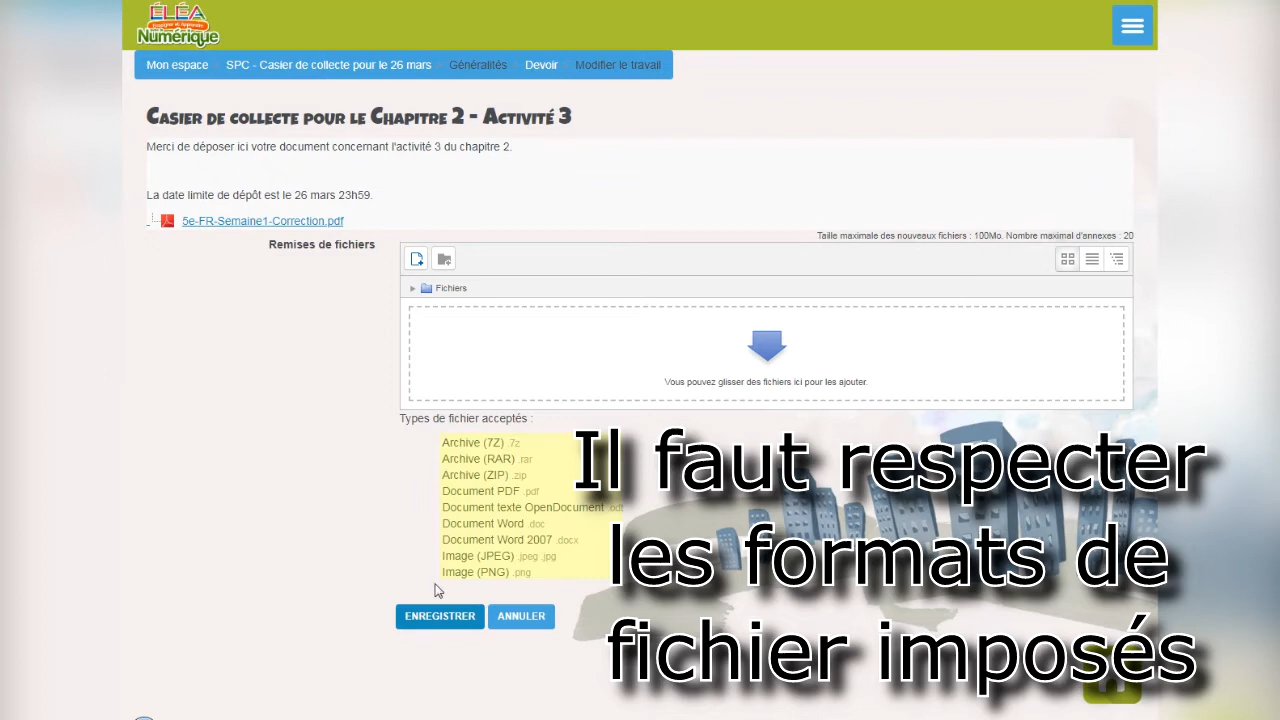 ÉLÉA
Enseigner et Apprendre
Numérique
Mon espace SPC - Casier de collecte pour le 26 mars Généralités Devoir Modifier le travail
Casier de collecte pour le Chapitre 2 - Activité 3
Merci de déposer ici votre document concernant l'activité 3 du chapitre 2.
La date limite de dépôt est le 26 mars 23h59.
5e-FR-Semaine1-Correction.pdf
Taille maximale des nouveaux fichiers : 100Mo. Nombre maximal d'annexes : 20
Remises de fichiers
Fichiers
Vous pouvez glisser des fichiers ici pour les ajouter.
Types de fichier acceptés :
Archive (7Z) .7z
Archive (RAR) .rar
Archive (ZIP) .zip
Document PDF .pdf
Document texte OpenDocument .odt
Document Word .doc
Document Word 2007 .docx
Image (JPEG) .jpeg .jpg
Image (PNG) .png
ENREGISTRER ANNULER
Il faut respecter
les formats de
fichier imposés